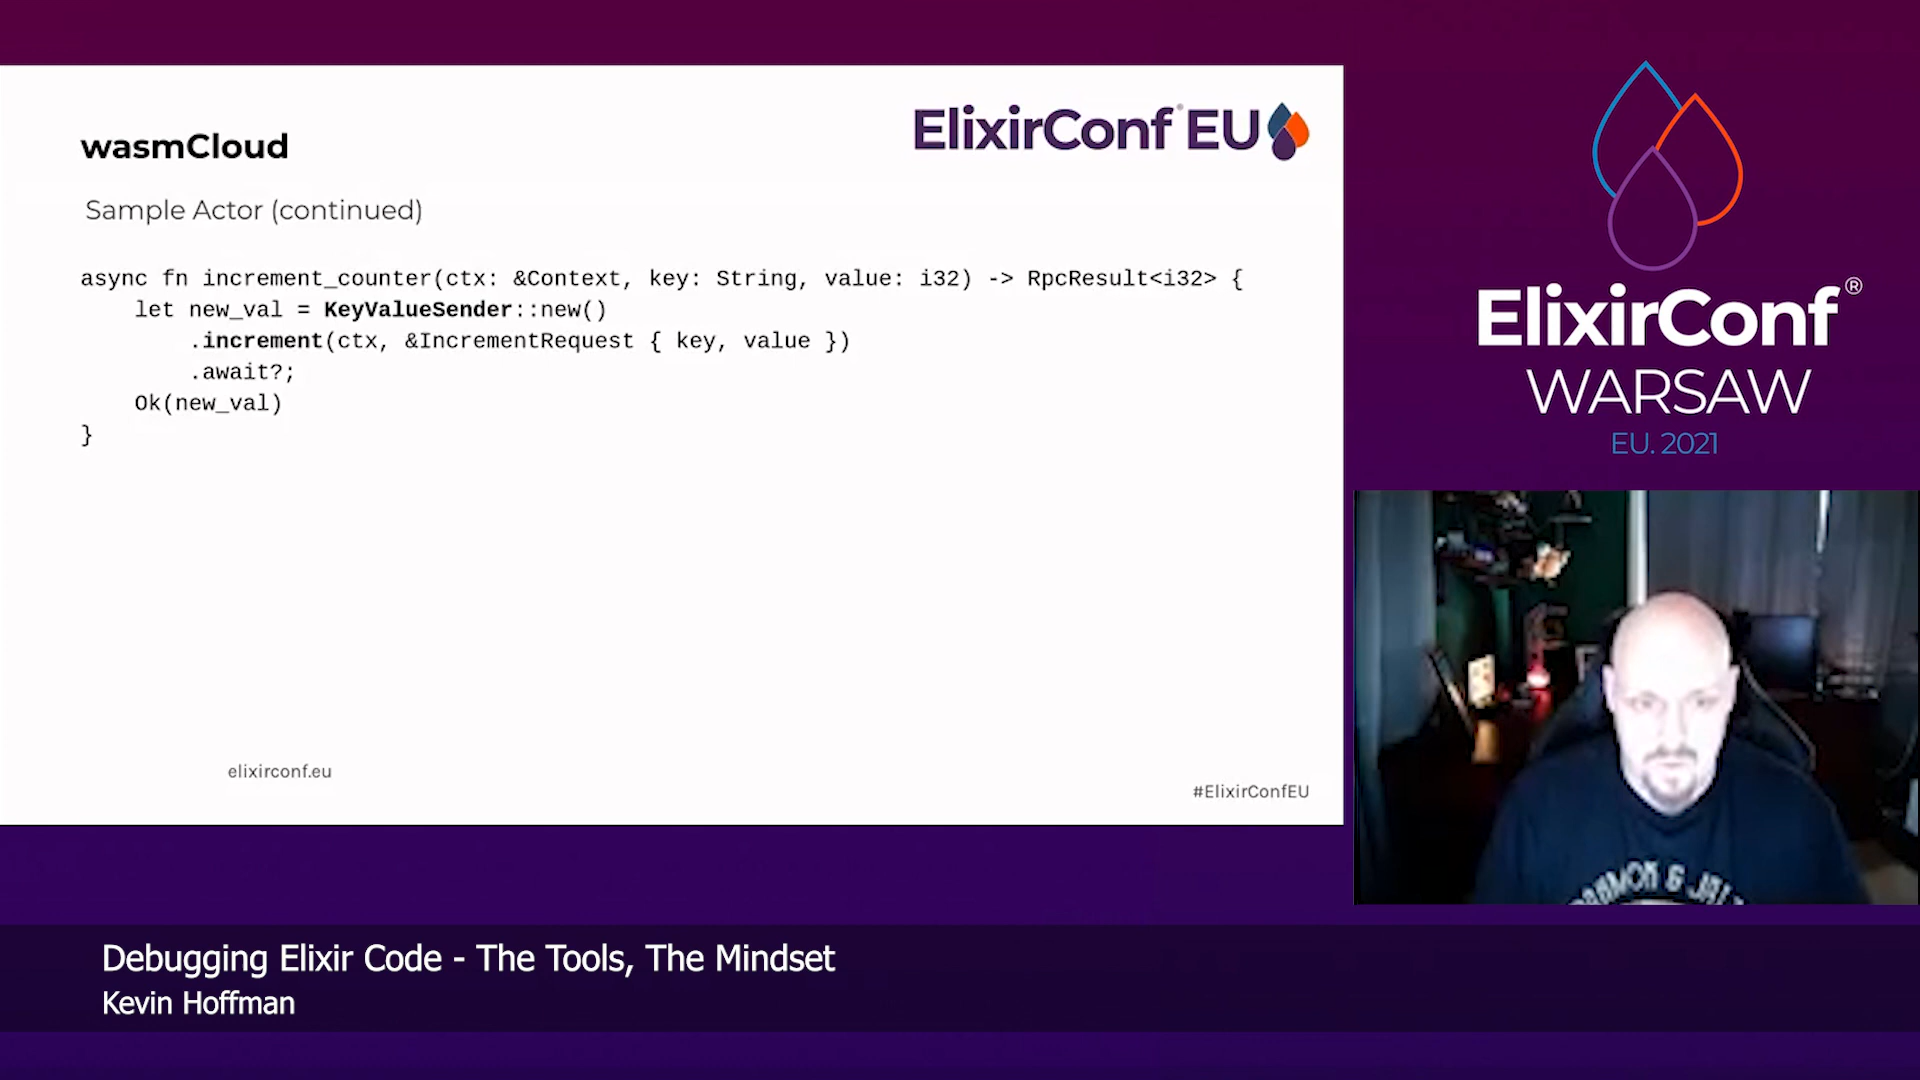 wasmCloud
ElixirConf EU
Sample Actor (continued)
async fn increment_counter(ctx: &Context, key: String, value: i32) -> RpcResult<i32> {
    let new_val = KeyValueSender::new()
        .increment(ctx, &IncrementRequest { key, value })
        .await?;
    Ok(new_val)
}
elixirconf.eu
#ElixirConfEU
ElixirConf®
WARSAW
EU. 2021
Debugging Elixir Code - The Tools, The Mindset
Kevin Hoffman